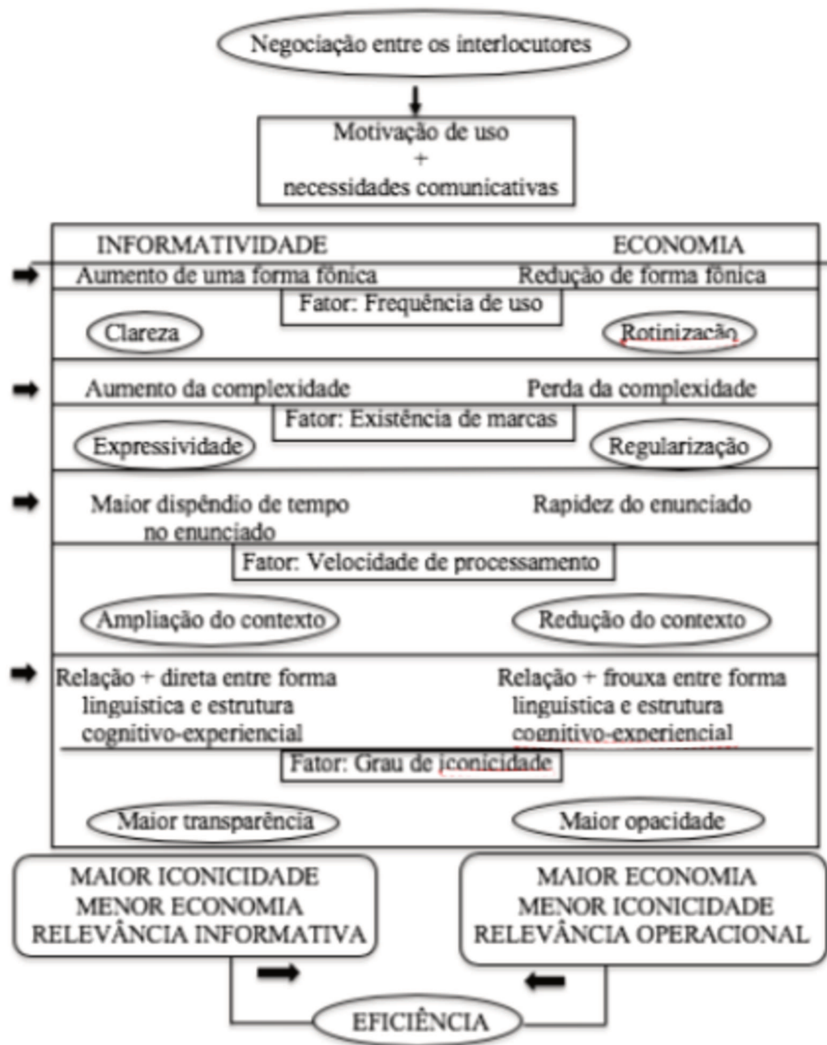 Negociação entre os interlocutores
Motivação de uso
+
necessidades comunicativas
INFORMATIVIDADE ECONOMIA
Aumento de uma forma fônica Redução de forma fônica
Fator: Frequência de uso
Clareza Rotinização
Aumento da complexidade Perda da complexidade
Fator: Existência de marcas
Expressividade Regularização
Maior dispêndio de tempo Rapidez do enunciado
no enunciado
Fator: Velocidade de processamento
Ampliação do contexto Redução do contexto
Relação + direta entre forma Relação + frouxa entre forma
linguística e estrutura linguística e estrutura
cognitivo-experiencial cognitivo-experiencial
Fator: Grau de iconicidade
Maior transparência Maior opacidade
MAIOR ICONICIDADE MAIOR ECONOMIA
MENOR ECONOMIA MENOR ICONICIDADE
RELEVÂNCIA INFORMATIVA RELEVÂNCIA OPERACIONAL
EFICIÊNCIA